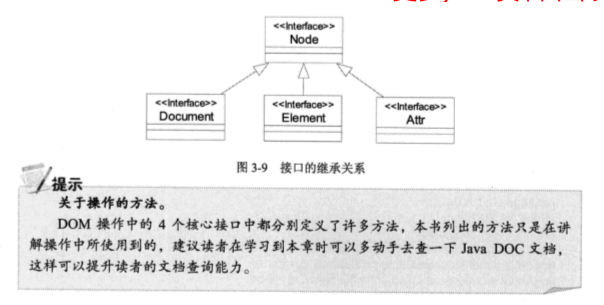 <<Interface>>
Node
<<Interface>>
Document
<<Interface>>
Element
<<Interface>>
Attr
图 3-9 接口的继承关系
提示
关于操作的方法。
DOM 操作中的 4 个核心接口中都分别定义了许多方法，本书列出的方法只是在讲
解操作中所使用到的，建议读者在学习到本章时可以多动手去查一下 Java DOC 文档，
这样可以提升读者的文档查询能力。